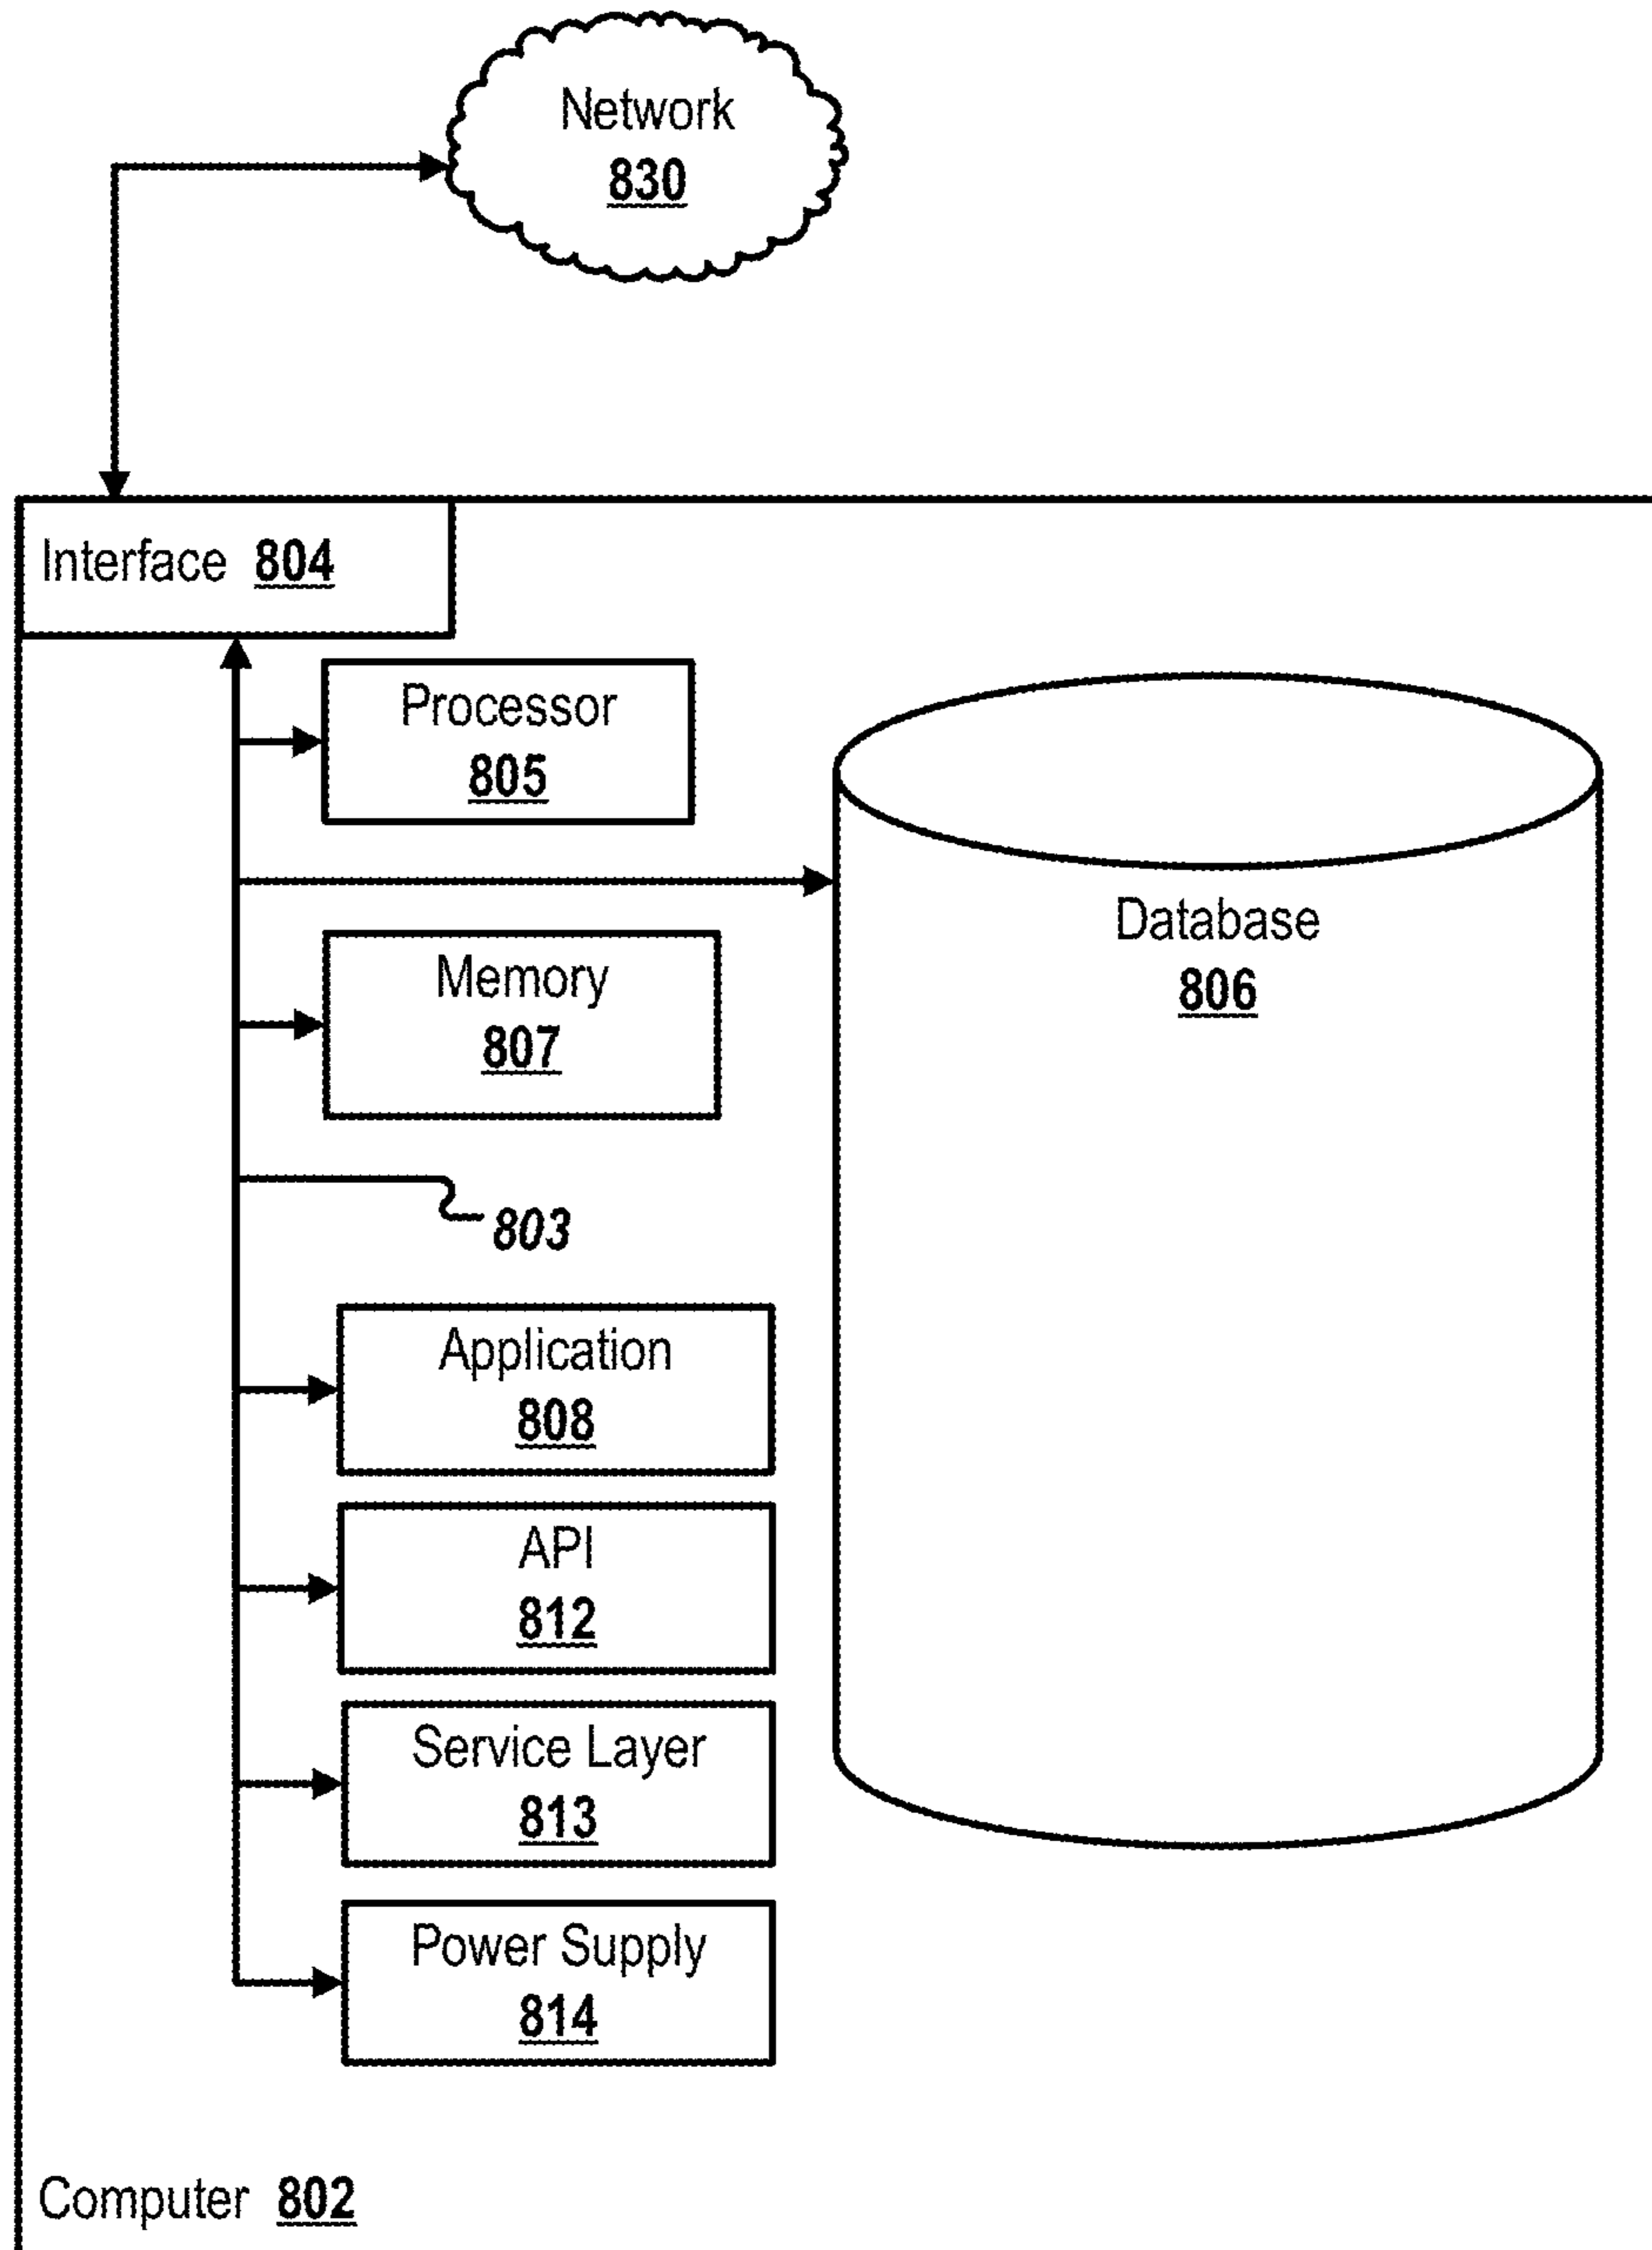 Network
830
Interface 804
Processor
805
Database
806
Memory
807
803
Application
808
API
812
Service Layer
813
Power Supply
814
Computer 802